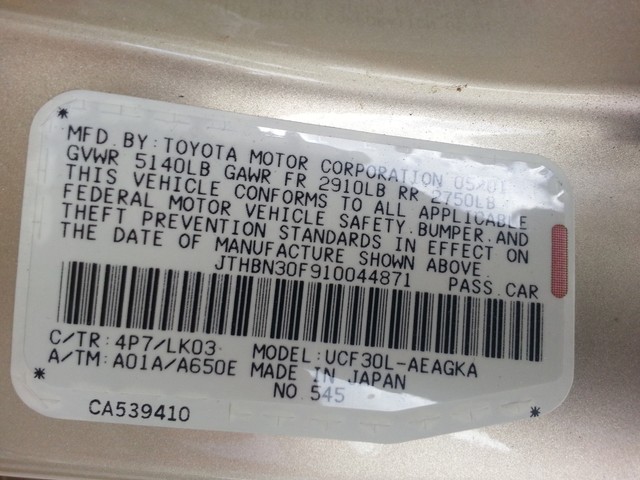 MFD. BY: TOYOTA MOTOR CORPORATION 05/01
GVWR 5140LB GAWR FR 2910LB RR 2750LB
THIS VEHICLE CONFORMS TO ALL APPLICABLE
FEDERAL MOTOR VEHICLE SAFETY. BUMPER. AND
THEFT PREVENTION STANDARDS IN EFFECT ON
THE DATE OF MANUFACTURE SHOWN ABOVE.
JTHBN30F910044871 PASS. CAR
C/TR: 4P7/LK03 MODEL: UCF30L-AEAGKA
A/TM: A01A/A650E MADE IN JAPAN
NO. 545
CA539410